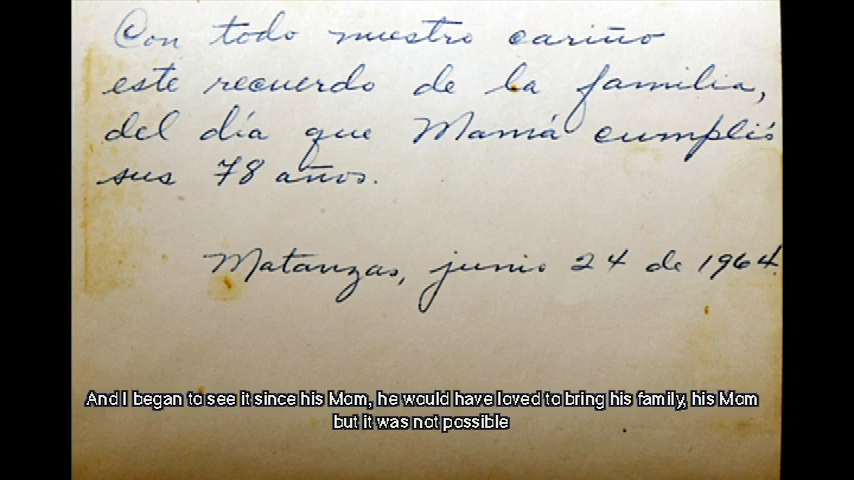 Con todo nuestro cariño
este recuerdo de la familia,
del día que Mamá cumplió
sus 78 años.
Matanzas, junio 24 de 1964.
And I began to see it since his Mom, he would have loved to bring his family, his Mom
but it was not possible